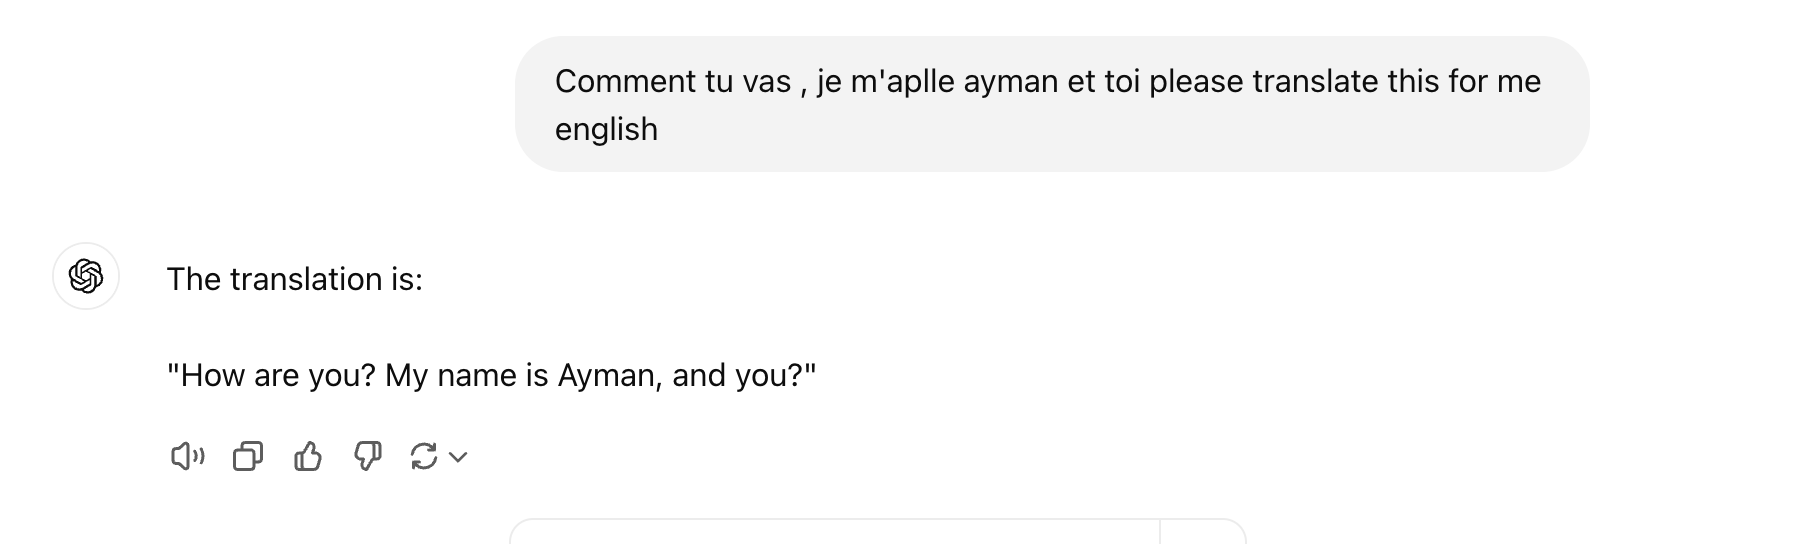 Comment tu vas , je m'aplle ayman et toi please translate this for me
english
The translation is:
"How are you? My name is Ayman, and you?"